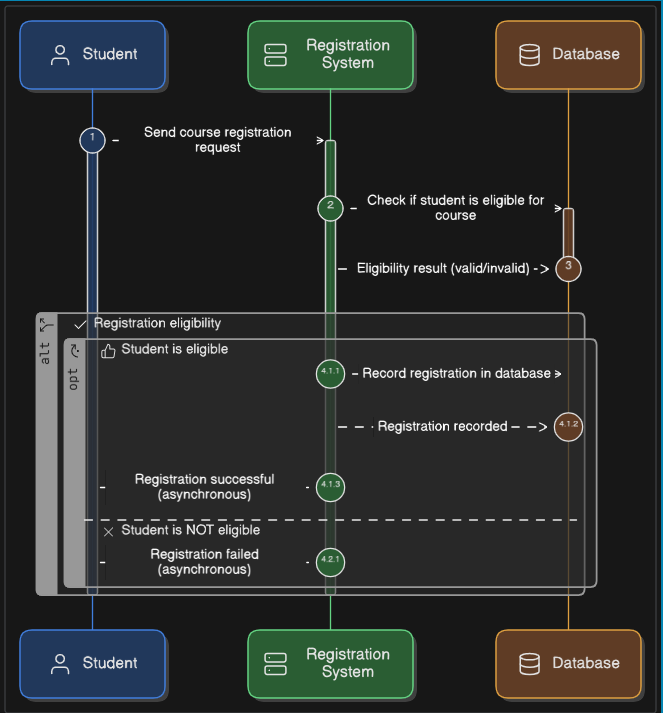 Student
Registration
System
Database
1
Send course registration
request
2
Check if student is eligible for
course
Eligibility result (valid/invalid)
3
alt
Registration eligibility
opt
Student is eligible
4.1.1
Record registration in database
Registration recorded
4.1.2
Registration successful
(asynchronous)
4.1.3
Student is NOT eligible
Registration failed
(asynchronous)
4.2.1
Student
Registration
System
Database